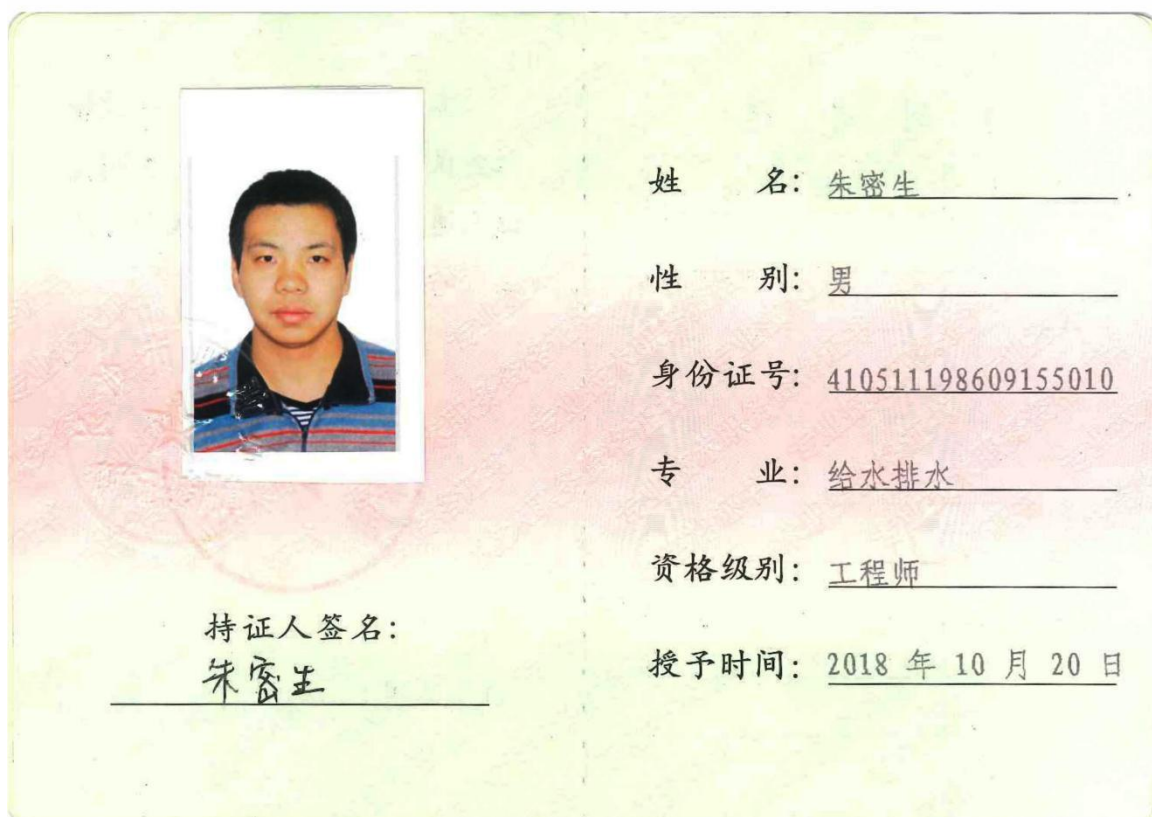 持证人签名：
朱密生
姓 名：朱密生
性 别：男
身份证号：410511198609155010
专 业：给水排水
资格级别：工程师
授予时间：2018 年 10 月 20 日